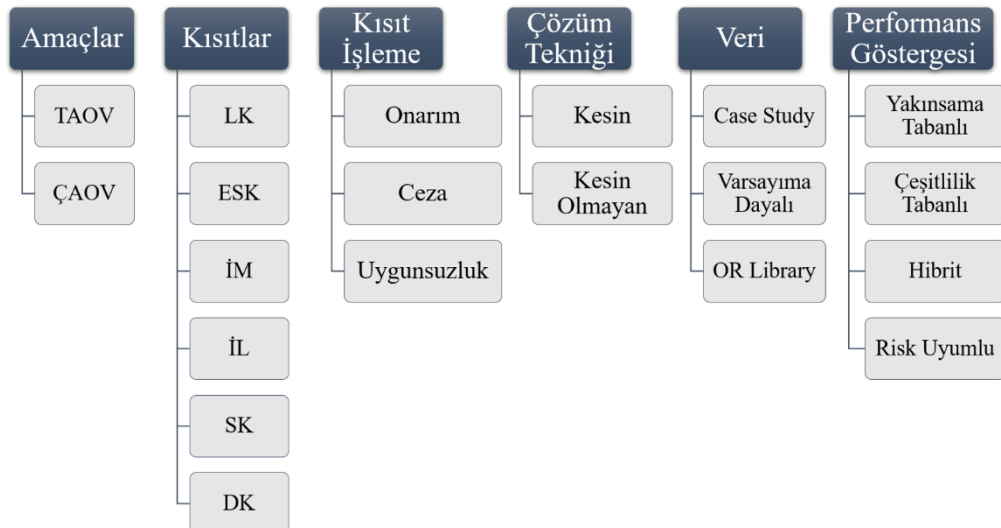 Amaçlar
TAOV
ÇAOV
Kısıtlar
LK
ESK
İM
İL
SK
DK
Kısıt
İşleme
Onarım
Ceza
Uygunsuzluk
Çözüm
Tekniği
Kesin
Kesin
Olmayan
Veri
Case Study
Varsayıma
Dayalı
OR Library
Performans
Göstergesi
Yakınsama
Tabanlı
Çeşitlilik
Tabanlı
Hibrit
Risk Uyumlu